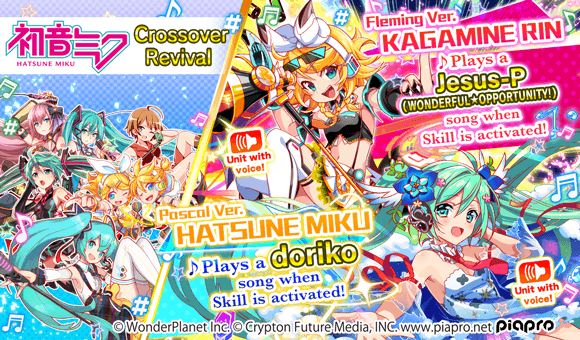 初音ミク
HATSUNE MIKU
Crossover
Revival
Fleming Ver.
KAGAMINE RIN
♪Plays a
Jesus-P
(WONDERFUL★OPPORTUNITY!)
song when
Skill is activated!
Unit with
voice!
Pascal Ver.
HATSUNE MIKU
♪Plays a doriko
song when
Skill is activated!
Unit with
voice!
© WonderPlanet Inc. © Crypton Future Media, INC. www.piapro.net piapro